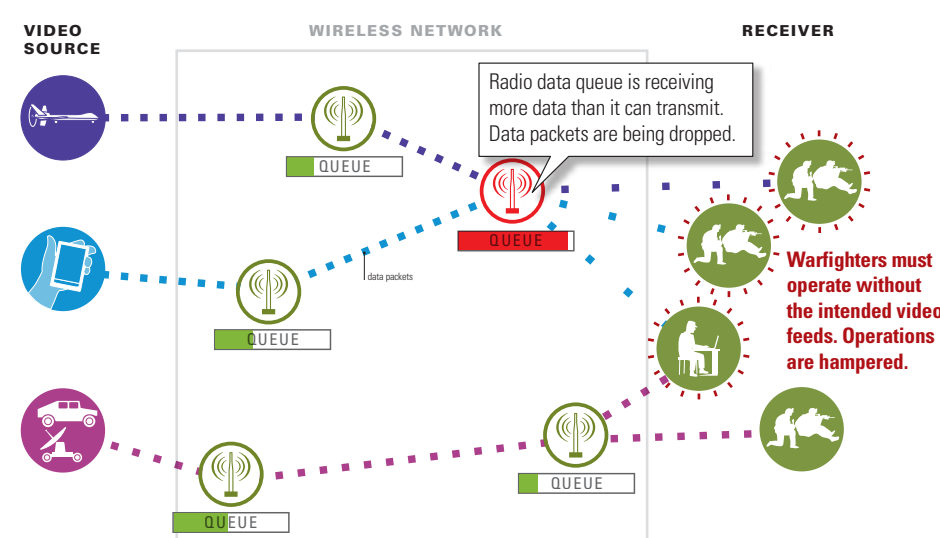 VIDEO
SOURCE
WIRELESS NETWORK
RECEIVER
Radio data queue is receiving
more data than it can transmit.
Data packets are being dropped.
QUEUE
QUEUE
data packets
QUEUE
Warfighters must
operate without
the intended video
feeds. Operations
are hampered.
QUEUE
QUEUE